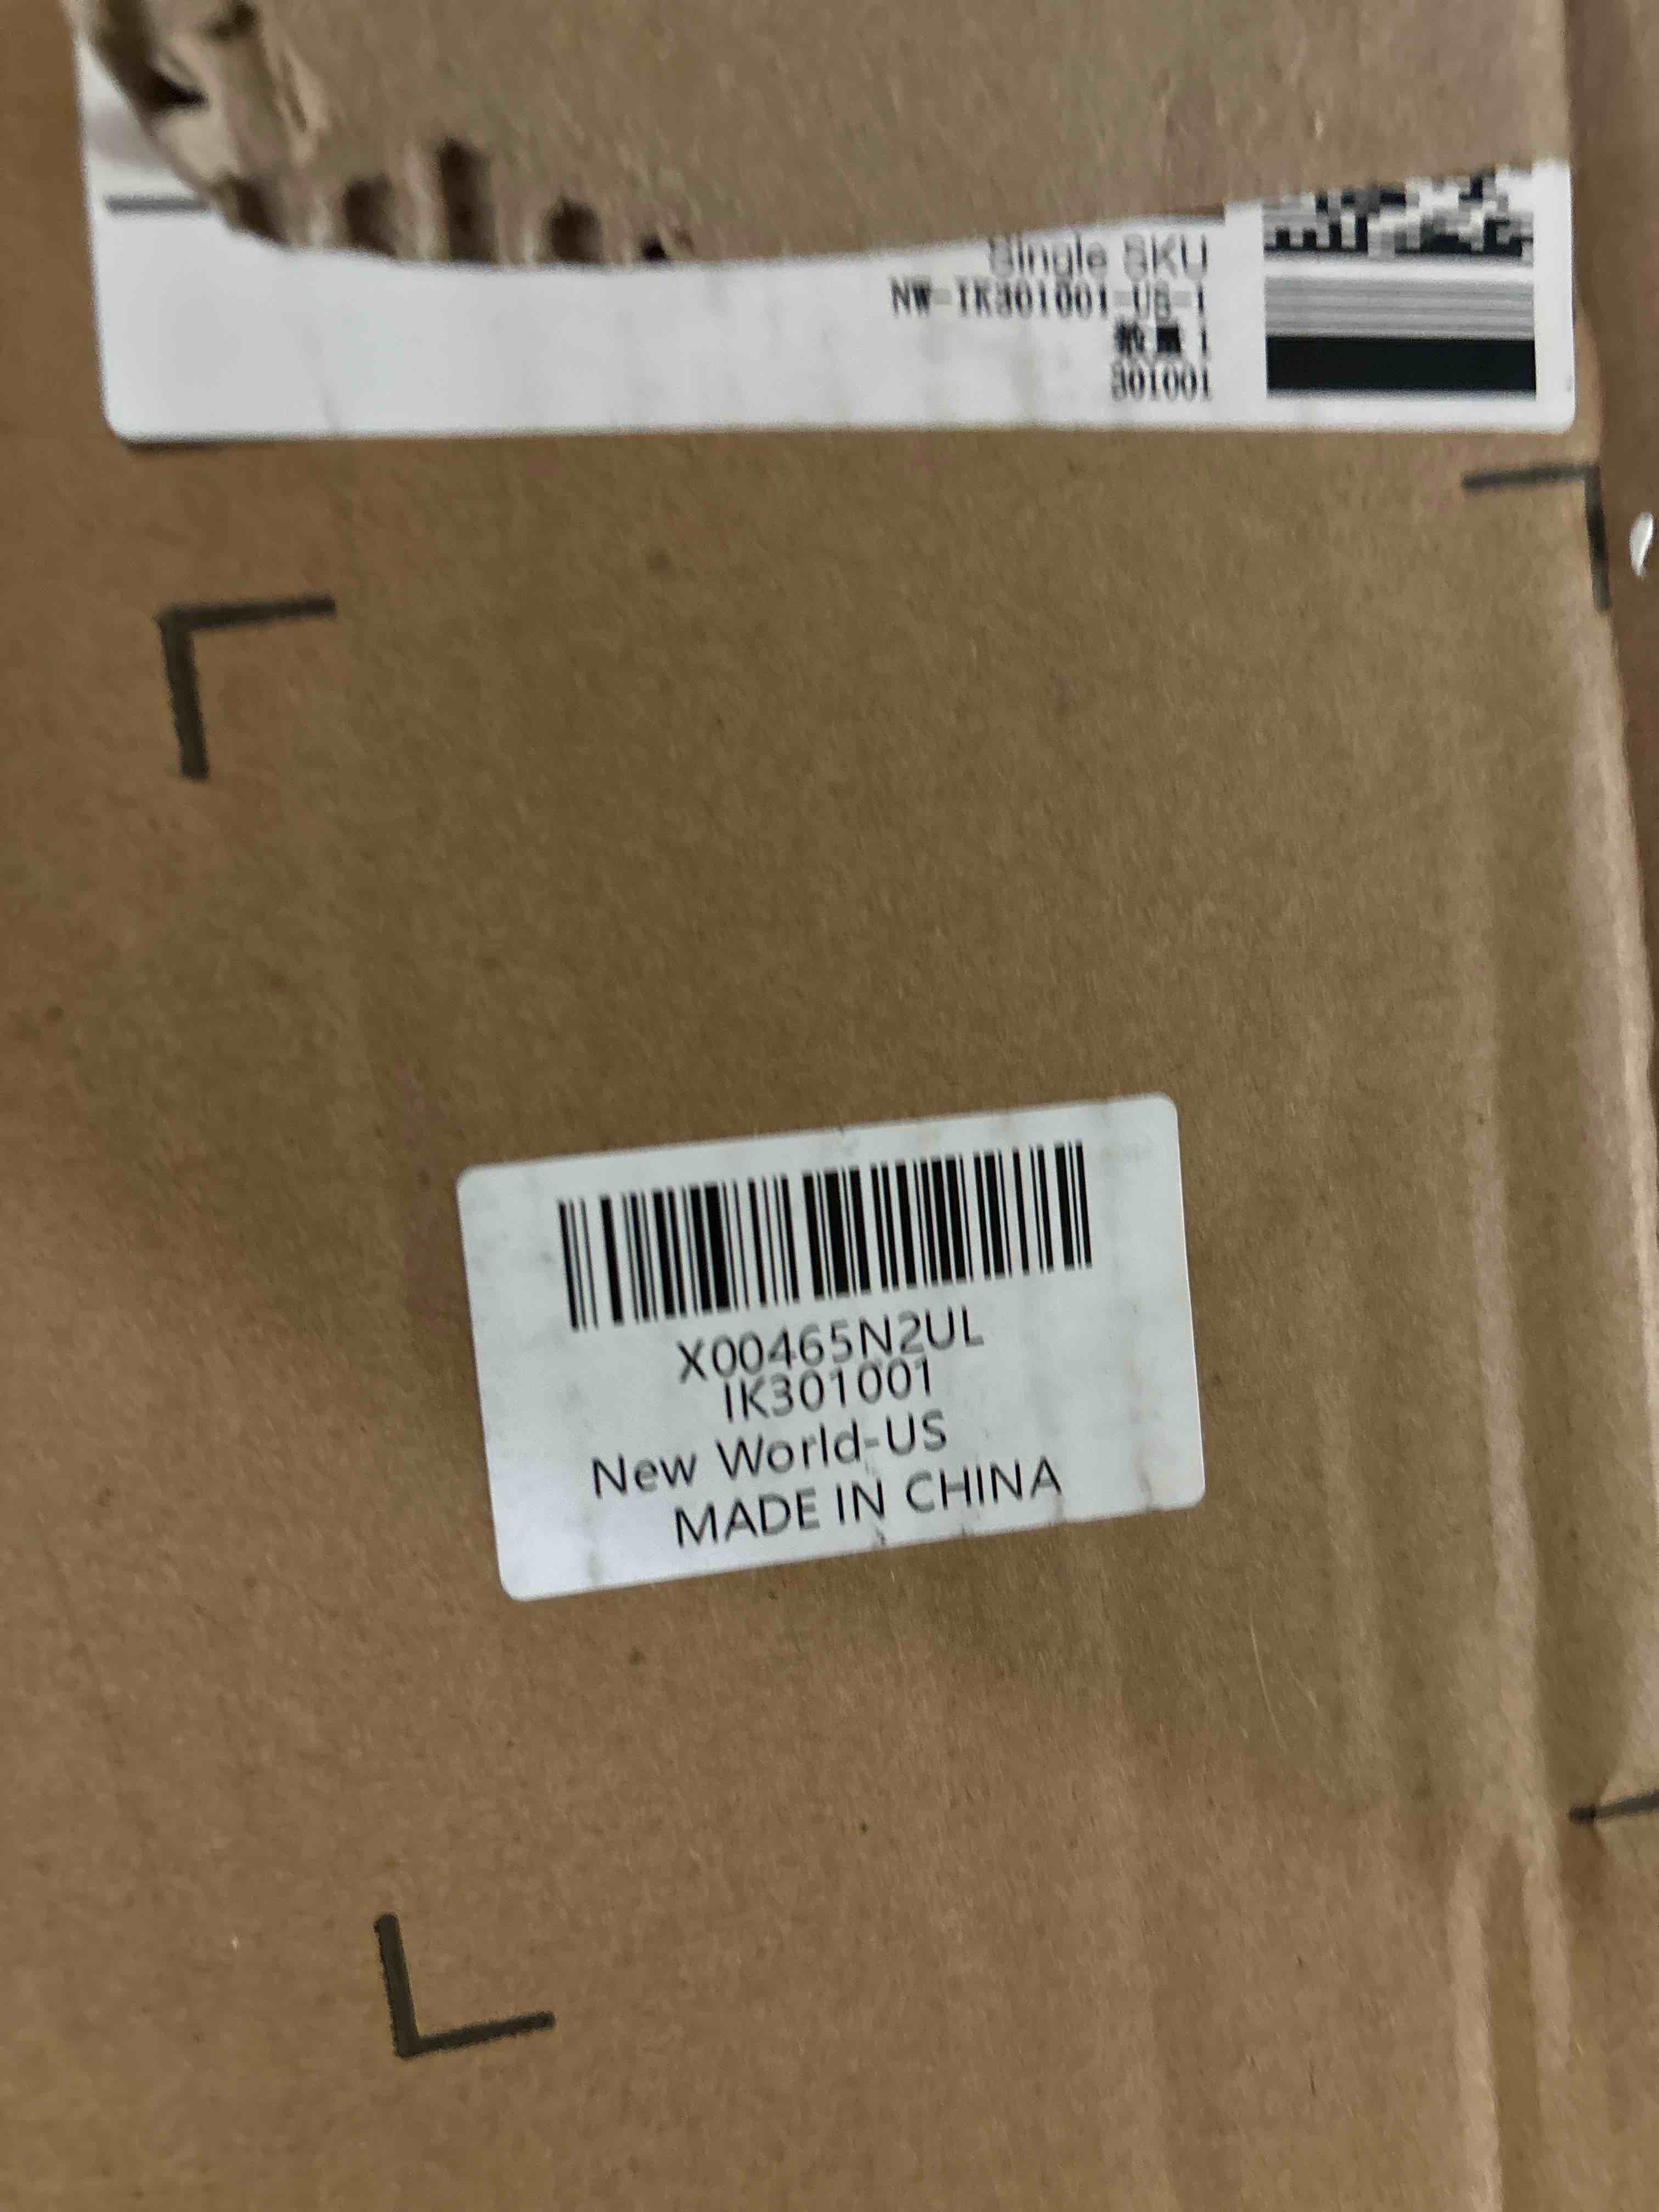 Single SKU
NW-IK301001-US-1
数量 1
301001
X00465N2UL
IK301001
New World-US
MADE IN CHINA